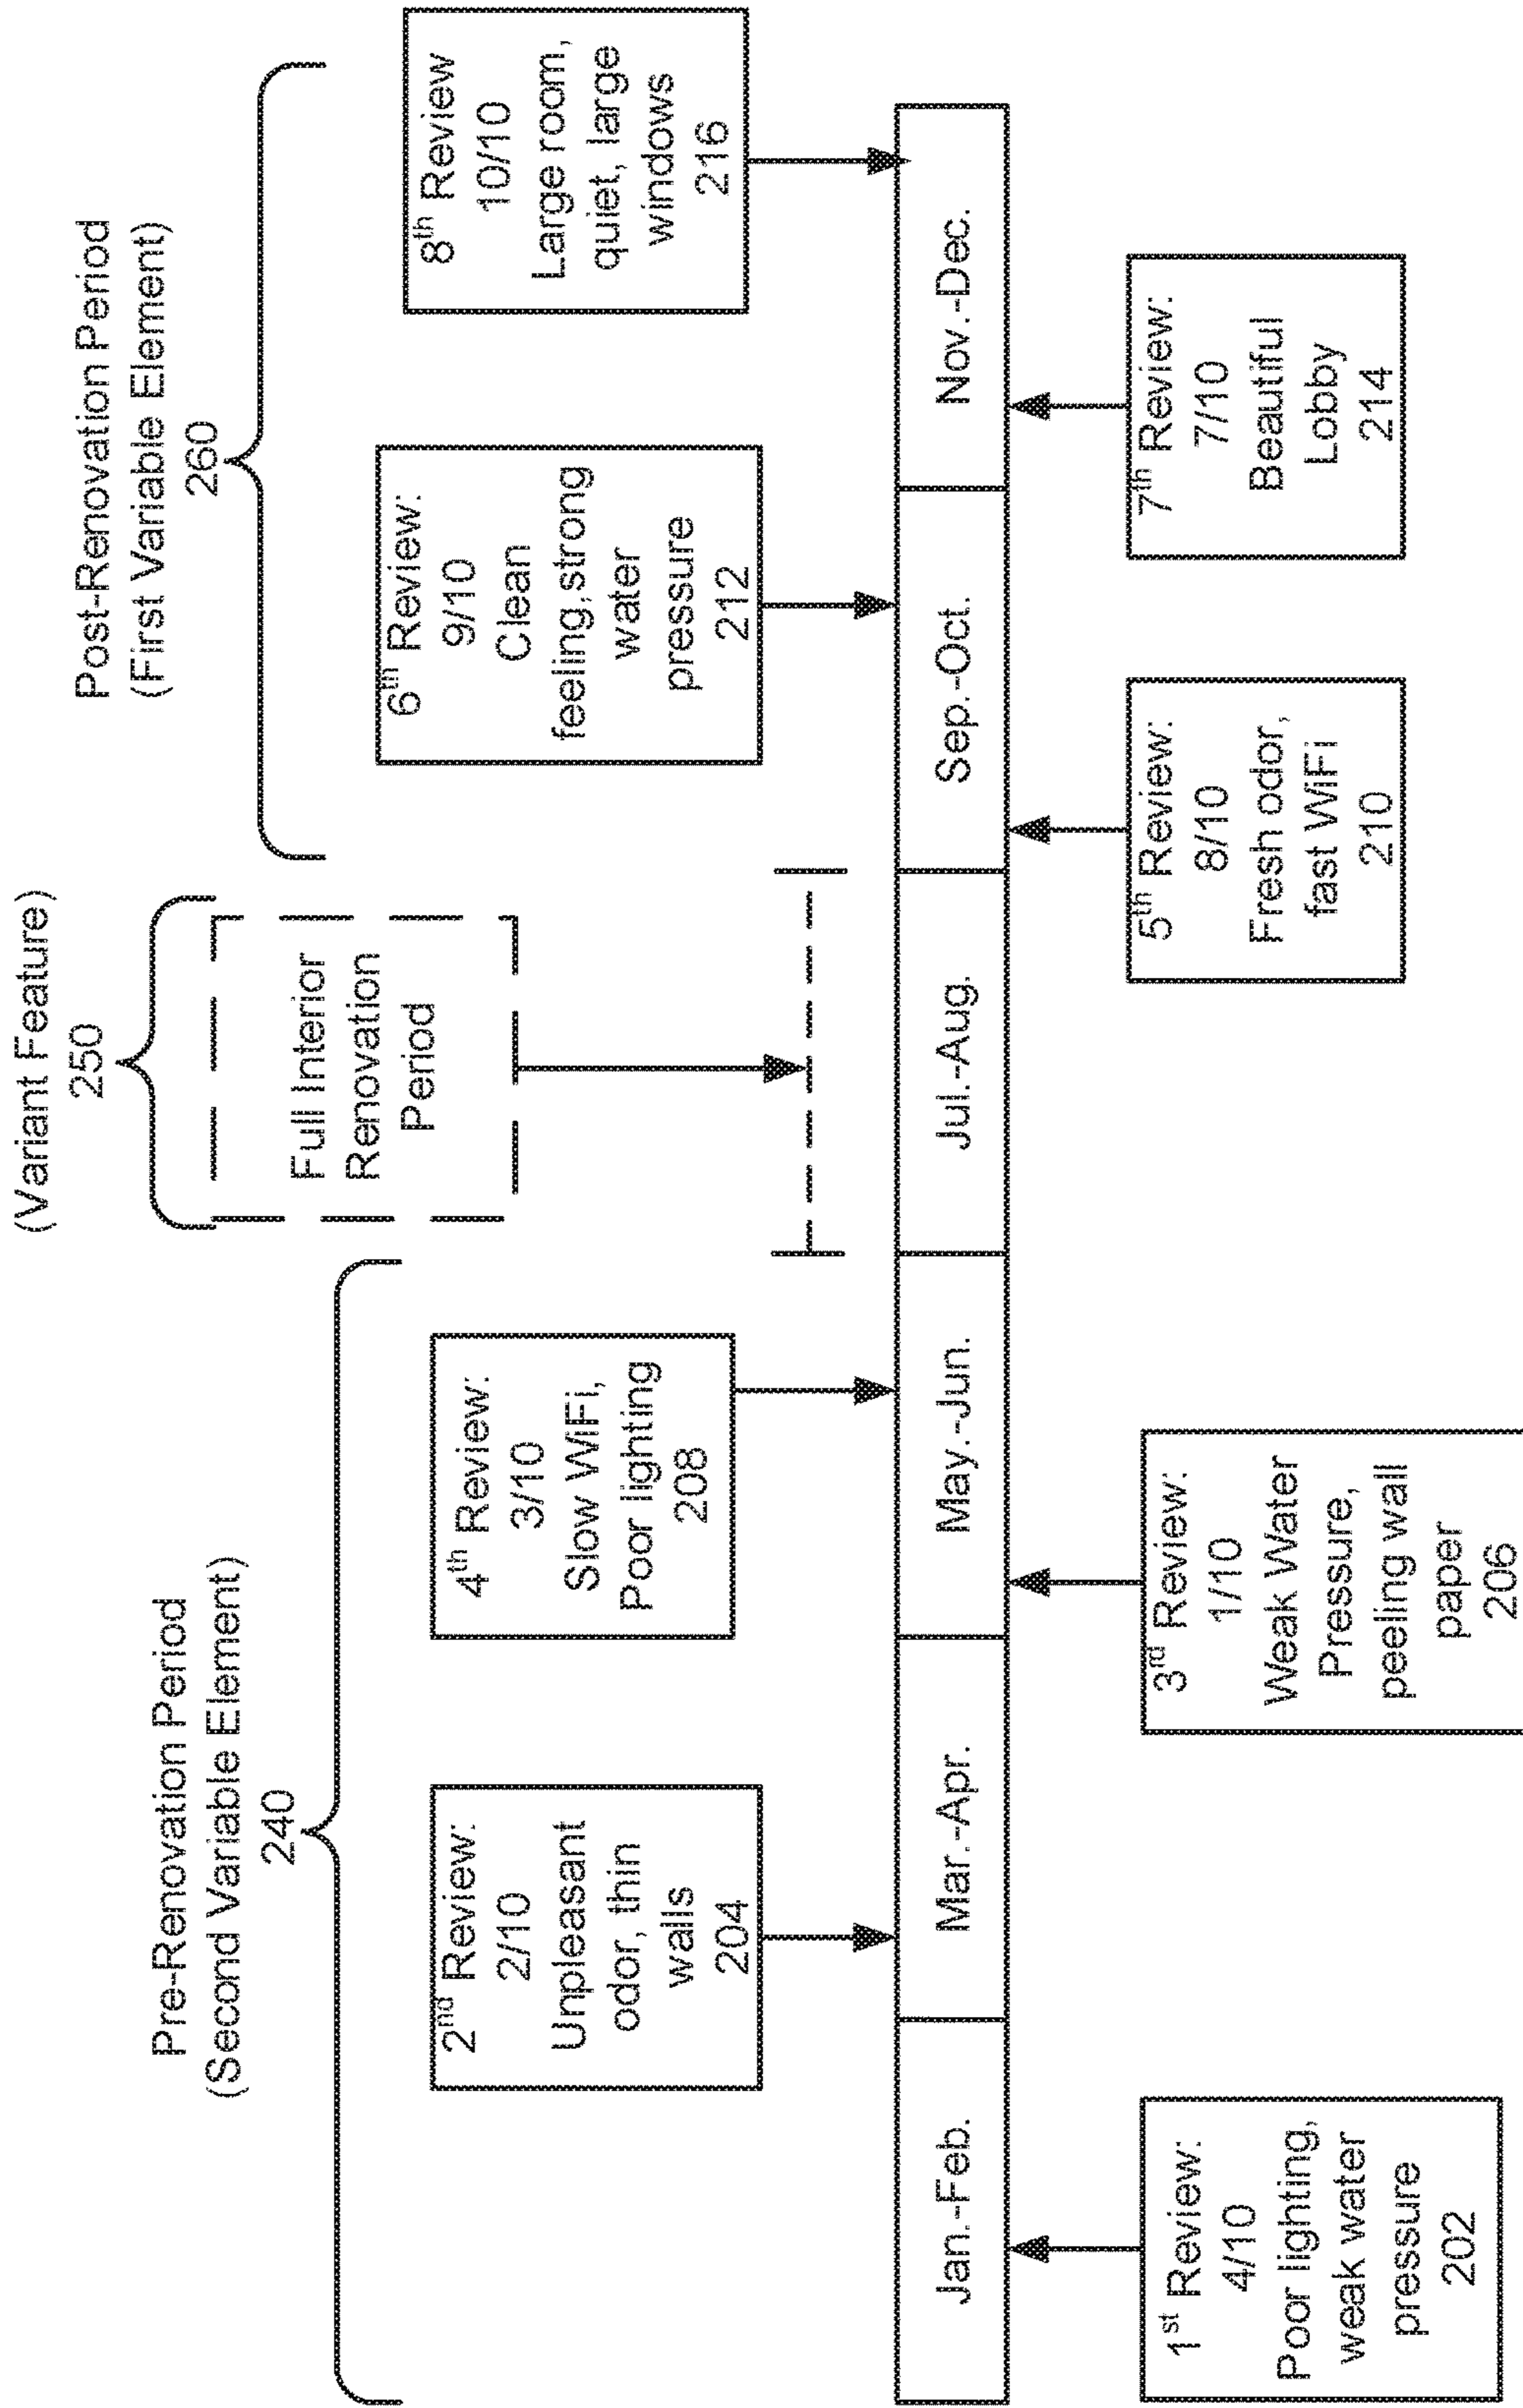 Pre-Renovation Period
(Second Variable Element)
240
(Variant Feature)
250
Post-Renovation Period
(First Variable Element)
260
2nd Review:
2/10
Unpleasant
odor, thin
walls
204
4th Review:
3/10
Slow WiFi,
Poor lighting
208
Full Interior
Renovation
Period
6th Review:
9/10
Clean
feeling,strong
water
pressure
212
8th Review
10/10
Large room,
quiet, large
windows
216
Jan.-Feb.
Mar.-Apr.
May.-Jun.
Jul.-Aug.
Sep.-Oct.
Nov.-Dec.
1st Review:
4/10
Poor lighting,
weak water
pressure
202
3rd Review:
1/10
Weak Water
Pressure,
peeling wall
paper
206
5th Review:
8/10
Fresh odor,
fast WiFi
210
7th Review:
7/10
Beautiful
Lobby
214